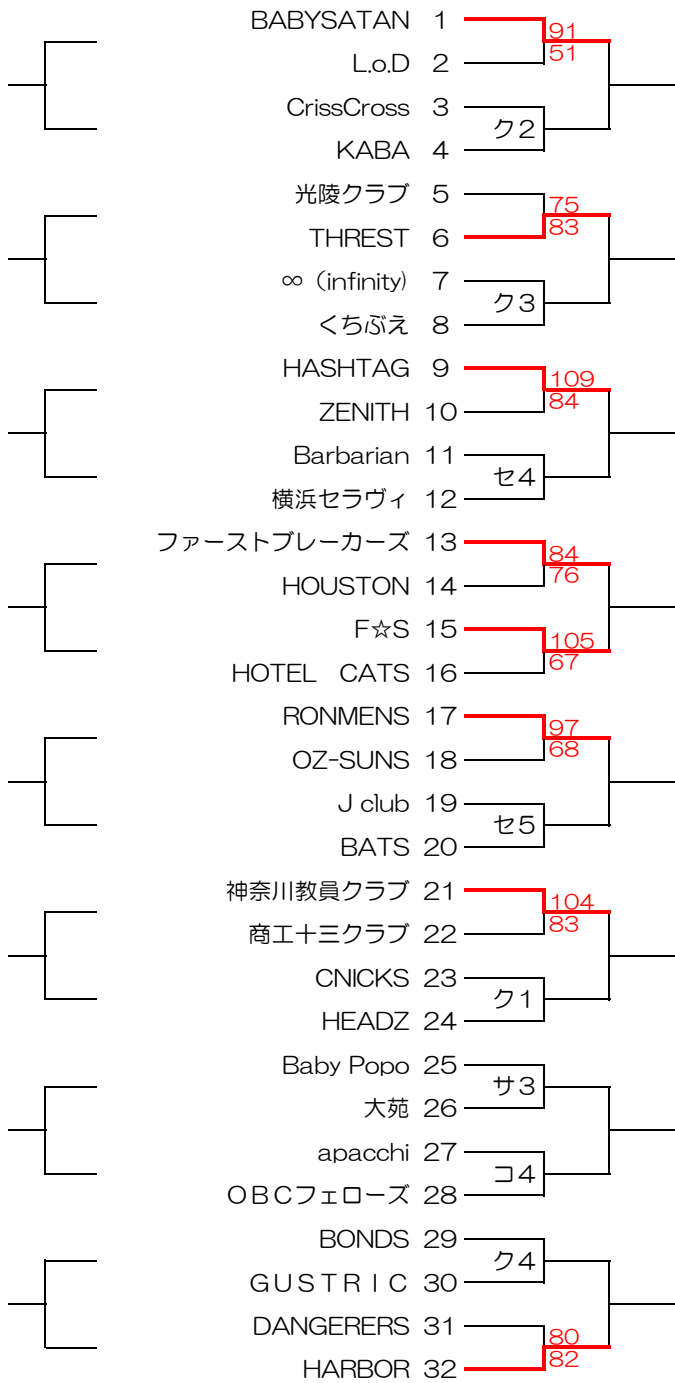 BABYSATAN 1
91
51
L.o.D 2
CrissCross 3
ク2
KABA 4
光陵クラブ 5
75
83
THREST 6
∞（infinity) 7
ク3
くちぶえ 8
HASHTAG 9
109
84
ZENITH 10
Barbarian 11
セ4
横浜セラヴィ 12
ファーストブレーカーズ 13
84
76
HOUSTON 14
F☆S 15
105
67
HOTEL　CATS 16
RONMENS 17
97
68
OZ-SUNS 18
J club 19
セ5
BATS 20
神奈川教員クラブ 21
104
83
商工十三クラブ 22
CNICKS 23
ク1
HEADZ 24
Baby Popo 25
サ3
大苑 26
apacchi 27
コ4
ＯＢＣフェローズ 28
BONDS 29
ク4
ＧＵＳＴＲＩＣ 30
DANGERERS 31
80
82
HARBOR 32